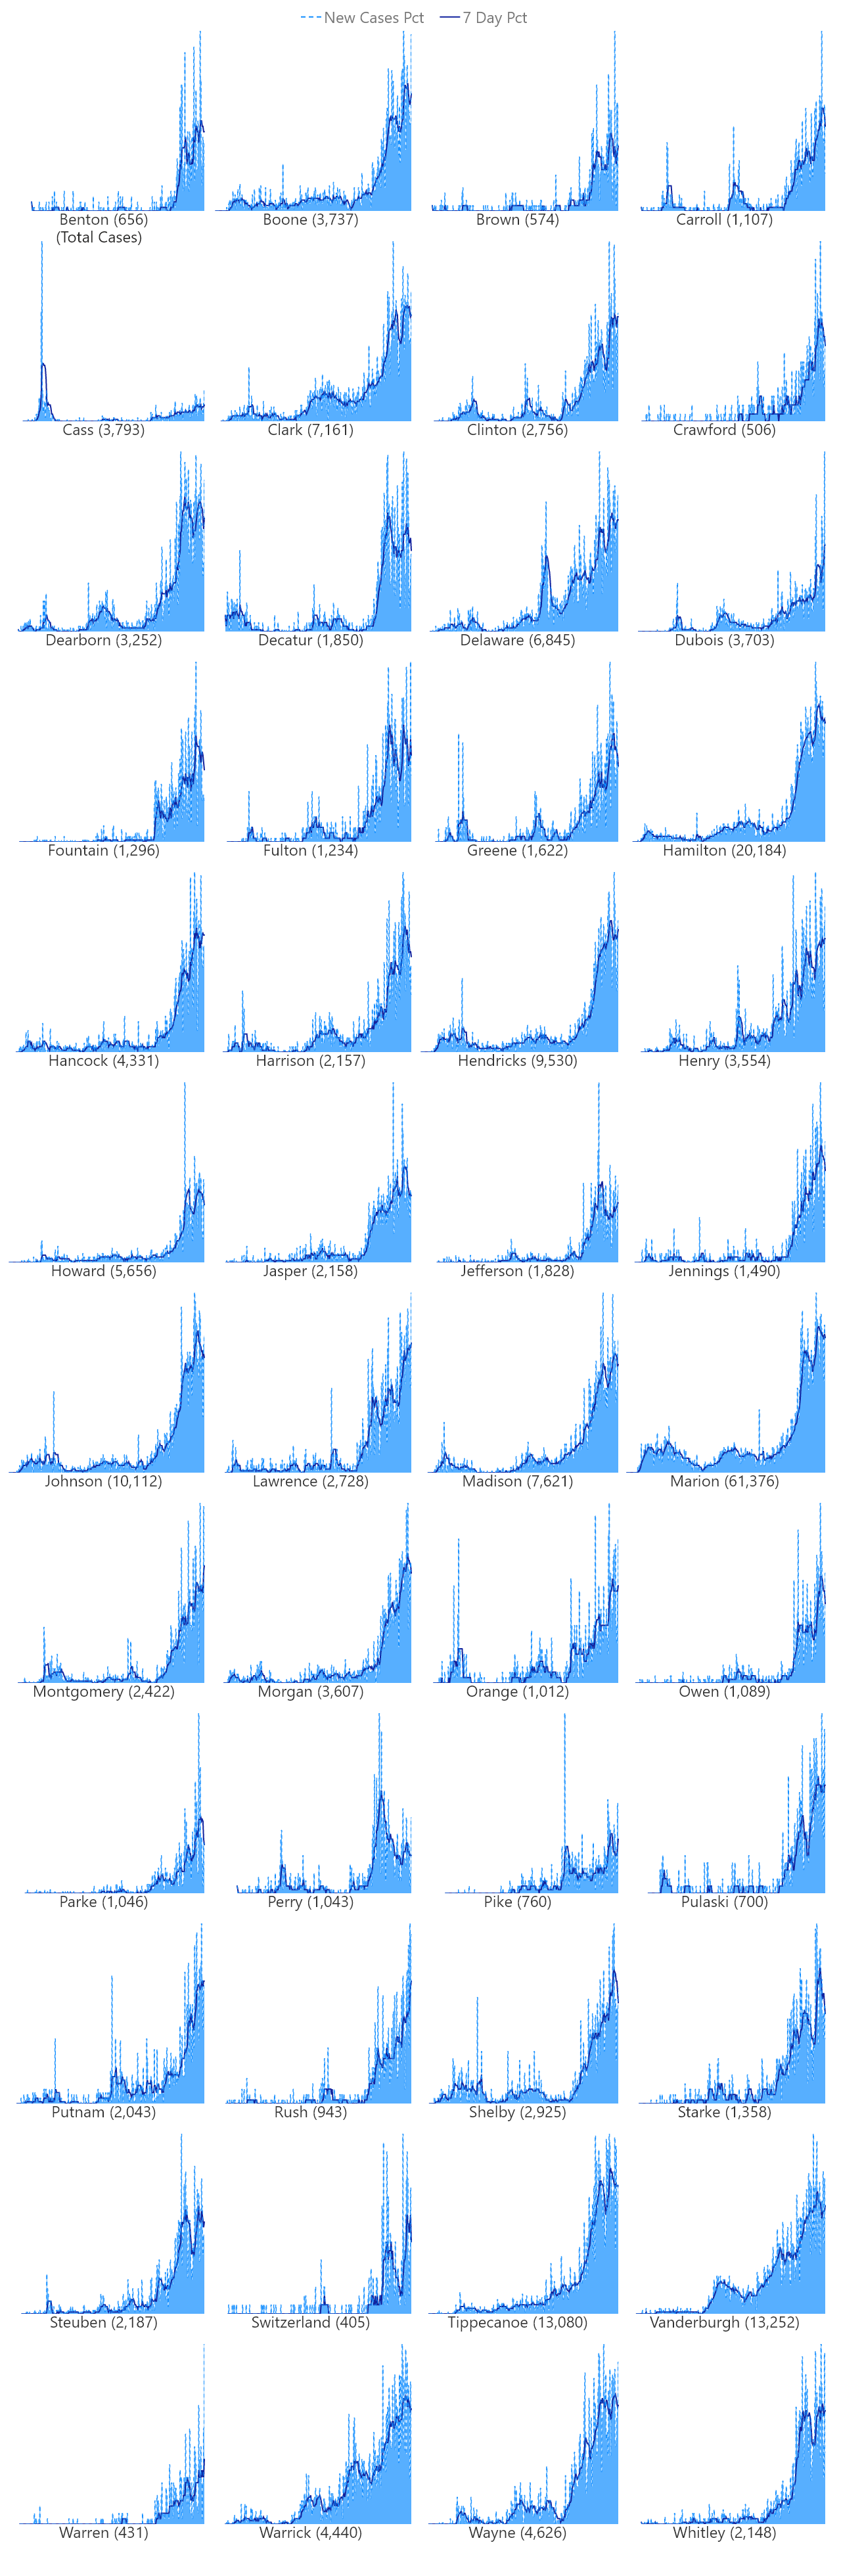 New Cases Pct 7 Day Pct
Benton (656) Boone (3,737) Brown (574) Carroll (1,107)
(Total Cases)
Cass (3,793) Clark (7,161) Clinton (2,756) Crawford (506)
Dearborn (3,252) Decatur (1,850) Delaware (6,845) Dubois (3,703)
Fountain (1,296) Fulton (1,234) Greene (1,622) Hamilton (20,184)
Hancock (4,331) Harrison (2,157) Hendricks (9,530) Henry (3,554)
Howard (5,656) Jasper (2,158) Jefferson (1,828) Jennings (1,490)
Johnson (10,112) Lawrence (2,728) Madison (7,621) Marion (61,376)
Montgomery (2,422) Morgan (3,607) Orange (1,012) Owen (1,089)
Parke (1,046) Perry (1,043) Pike (760) Pulaski (700)
Putnam (2,043) Rush (943) Shelby (2,925) Starke (1,358)
Steuben (2,187) Switzerland (405) Tippecanoe (13,080) Vanderburgh (13,252)
Warren (431) Warrick (4,440) Wayne (4,626) Whitley (2,148)